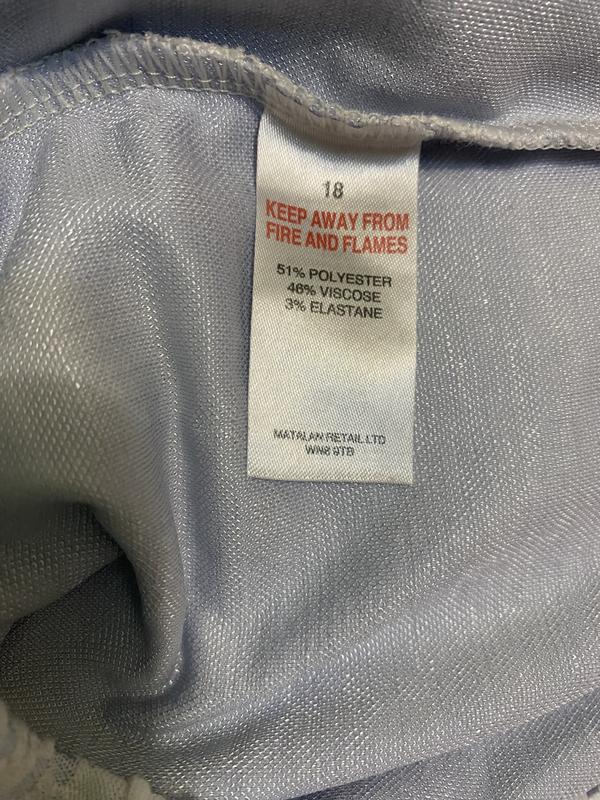 18
KEEP AWAY FROM
FIRE AND FLAMES
51% POLYESTER
46% VISCOSE
3% ELASTANE
MATALAN RETAIL LTD
WN8 9TB